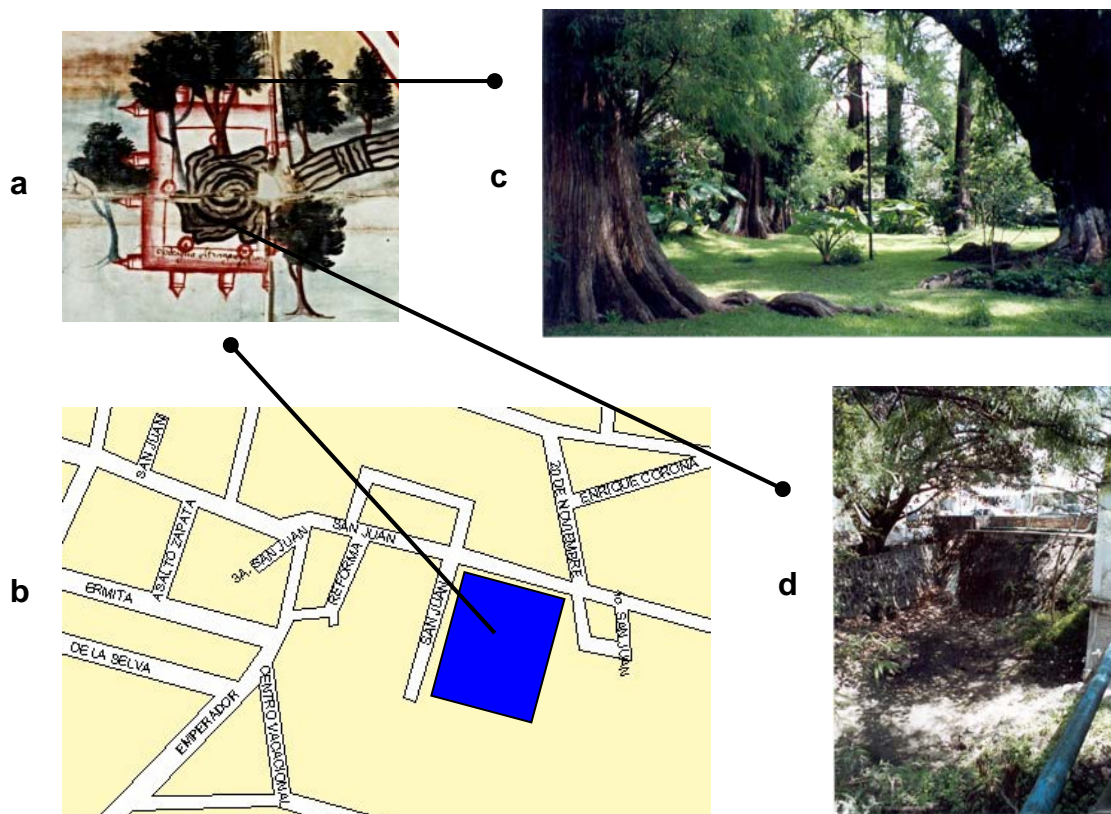 a
c
b
d
SAN JUAN
ASALTO ZAPATA
3A. SAN JUAN
SAN JUAN
REFORMA
SAN JUAN
20 DE NOVIEMBRE
ENRIQUE CORONA
SAN JUAN
ERMITA
DE LA SELVA
EMPERADOR
CENTRO VACACIONAL